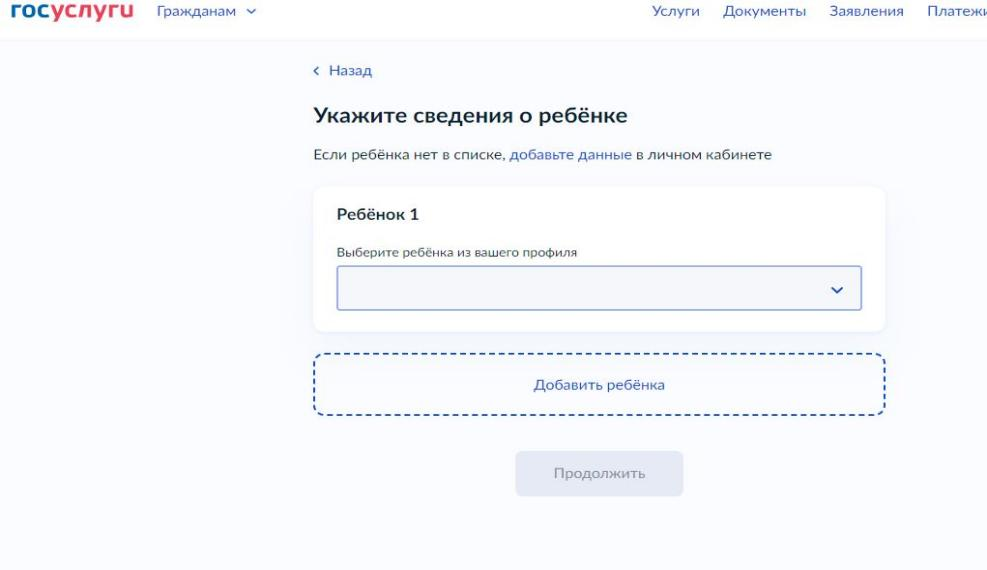 госуслуги Гражданам Услуги Документы Заявления Платежи
Назад
Укажите сведения о ребёнке
Если ребёнка нет в списке, добавьте данные в личном кабинете
Ребёнок 1
Выберите ребёнка из вашего профиля
Добавить ребёнка
Продолжить